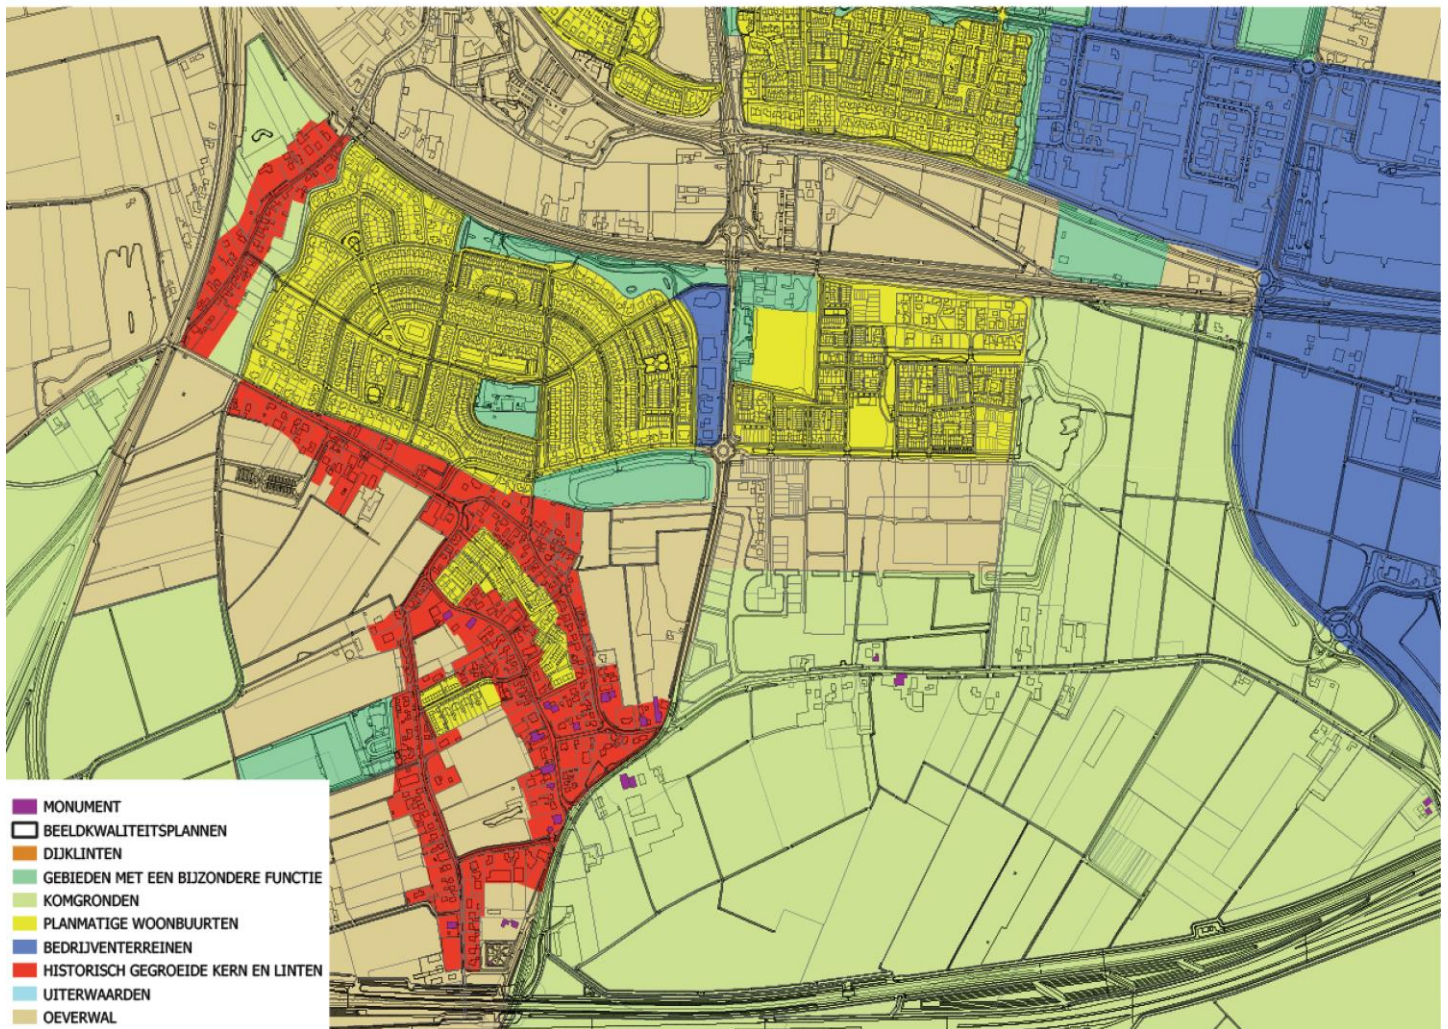 MONUMENT
BEELDKWALITEITSPLANNEN
DIJKLINTEN
GEBIEDEN MET EEN BIJZONDERE FUNCTIE
KOMGRONDEN
PLANMATIGE WOONBUURTEN
BEDRIJVENTERREINEN
HISTORISCH GEGROEIDE KERN EN LINTEN
UITERWAARDEN
OEVERWAL